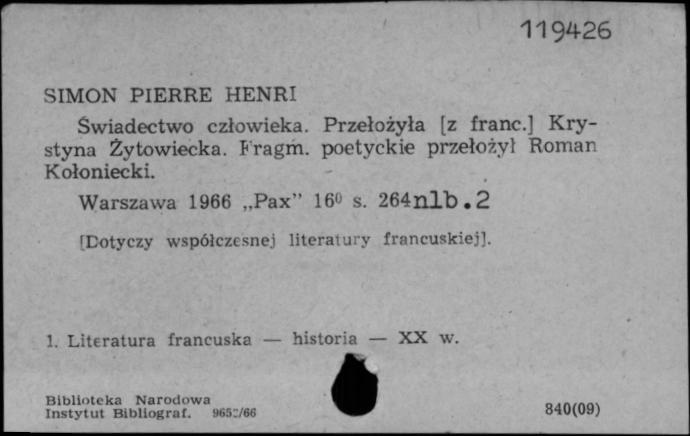 119426
SIMON PIERRE HENRI
Świadectwo człowieka. Przełożyła [z franc.] Kry-
styna Żytowiecka. Fragm. poetyckie przełożył Roman
Kołoniecki.
Warszawa 1966 „Pax” 16⁰ s. 264nlb.2
[Dotyczy współczesnej literatury francuskiej].
1. Literatura francuska — historia — XX w.
Biblioteka Narodowa
Instytut Bibliograf.
840(09)